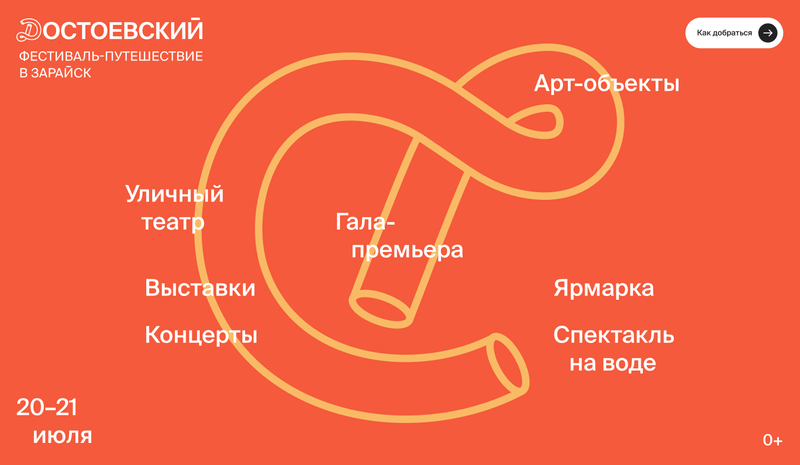 ДОСТОЕВСКИЙ
ФЕСТИВАЛЬ-ПУТЕШЕСТВИЕ
В ЗАРАЙСК
Как добраться
Арт-объекты
Уличный
театр
Гала-
премьера
Выставки
Концерты
Ярмарка
Спектакль
на воде
20–21
июля
0+